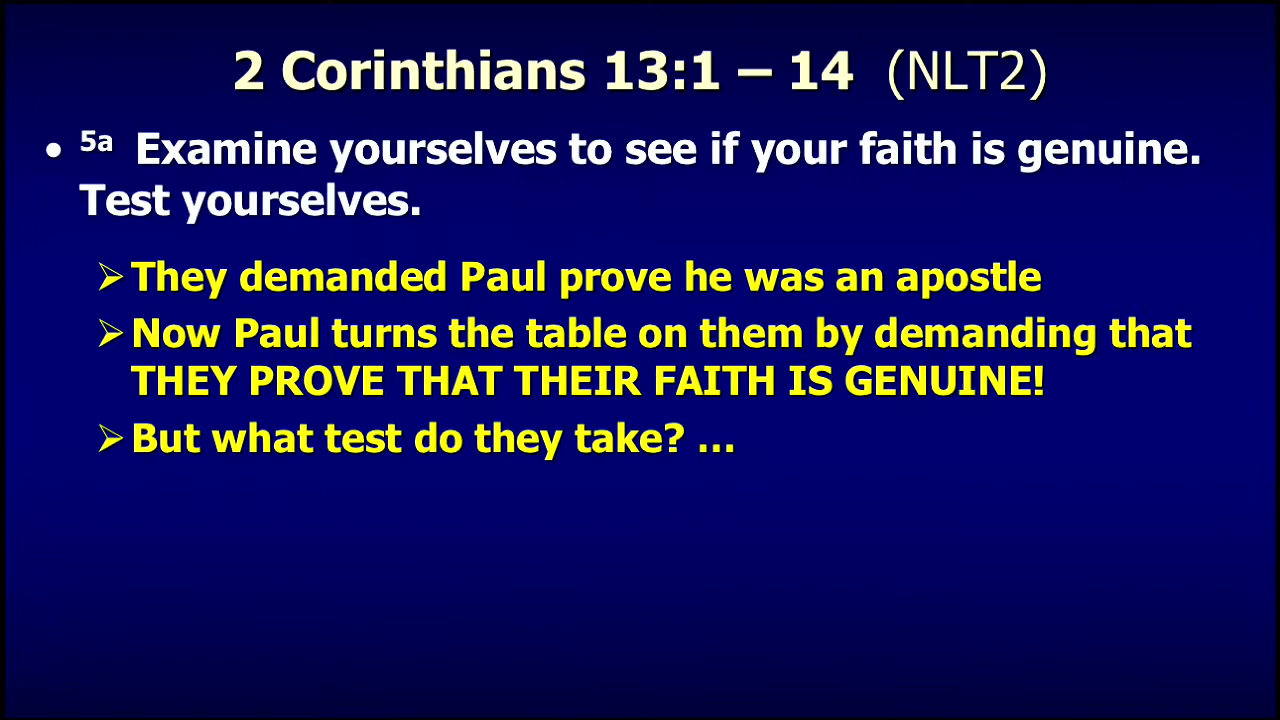 2 Corinthians 13:1 – 14 (NLT2)
• 5a Examine yourselves to see if your faith is genuine.
Test yourselves.
➢ They demanded Paul prove he was an apostle
➢ Now Paul turns the table on them by demanding that
THEY PROVE THAT THEIR FAITH IS GENUINE!
➢ But what test do they take? …